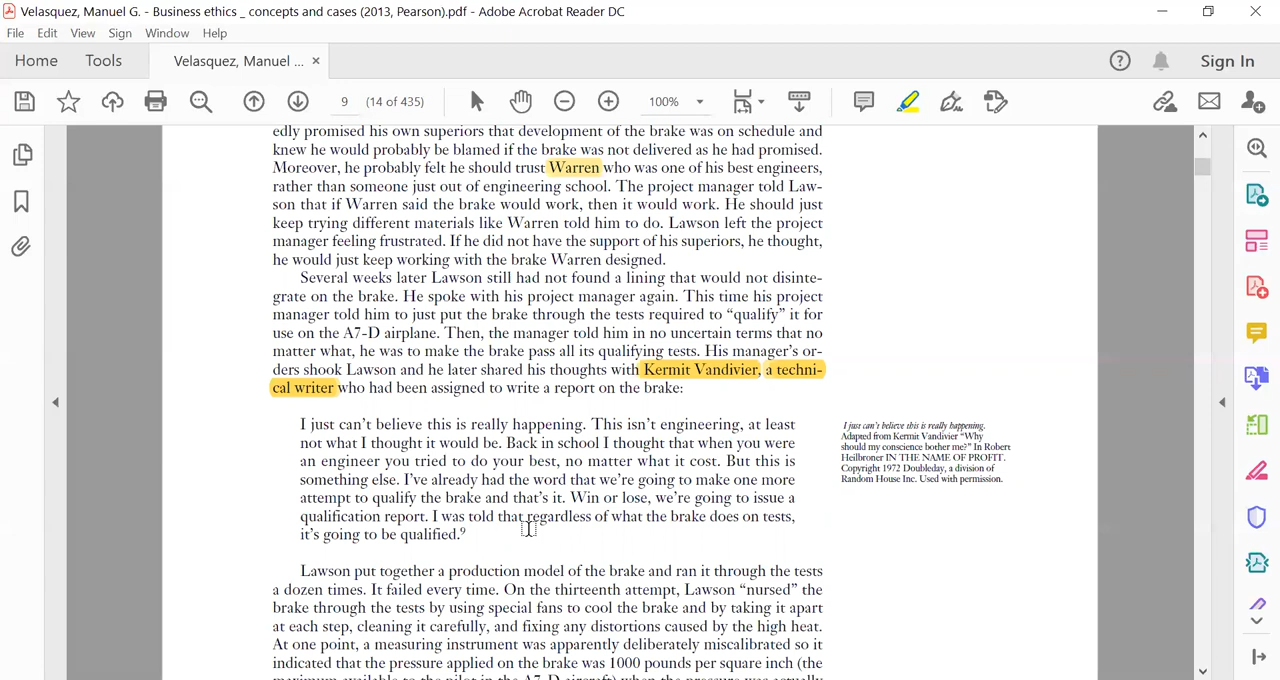 Velasquez, Manuel G. - Business ethics _ concepts and cases (2013, Pearson).pdf - Adobe Acrobat Reader DC
File Edit View Sign Window Help
Home Tools Velasquez, Manuel ... × Sign In
9 (14 of 435) 100%
edly promised his own superiors that development of the brake was on schedule and
knew he would probably be blamed if the brake was not delivered as he had promised.
Moreover, he probably felt he should trust Warren who was one of his best engineers,
rather than someone just out of engineering school. The project manager told Law-
son that if Warren said the brake would work, then it would work. He should just
keep trying different materials like Warren told him to do. Lawson left the project
manager feeling frustrated. If he did not have the support of his superiors, he thought,
he would just keep working with the brake Warren designed.
Several weeks later Lawson still had not found a lining that would not disinte-
grate on the brake. He spoke with his project manager again. This time his project
manager told him to just put the brake through the tests required to “qualify” it for
use on the A7-D airplane. Then, the manager told him in no uncertain terms that no
matter what, he was to make the brake pass all its qualifying tests. His manager’s or-
ders shook Lawson and he later shared his thoughts with Kermit Vandivier, a techni-
cal writer who had been assigned to write a report on the brake:
I just can’t believe this is really happening. This isn’t engineering, at least
not what I thought it would be. Back in school I thought that when you were
an engineer you tried to do your best, no matter what it cost. But this is
something else. I’ve already had the word that we’re going to make one more
attempt to qualify the brake and that’s it. Win or lose, we’re going to issue a
qualification report. I was told that regardless of what the brake does on tests,
it’s going to be qualified.⁹
I just can’t believe this is really happening.
Adapted from Kermit Vandivier “Why
should my conscience bother me?” In Robert
Heilbroner IN THE NAME OF PROFIT.
Copyright 1972 Doubleday, a division of
Random House Inc. Used with permission.
Lawson put together a production model of the brake and ran it through the tests
a dozen times. It failed every time. On the thirteenth attempt, Lawson “nursed” the
brake through the tests by using special fans to cool the brake and by taking it apart
at each step, cleaning it carefully, and fixing any distortions caused by the high heat.
At one point, a measuring instrument was apparently deliberately miscalibrated so it
indicated that the pressure applied on the brake was 1000 pounds per square inch (the
maximum available to the pilot in the A7-D aircraft) when the pressure was actually